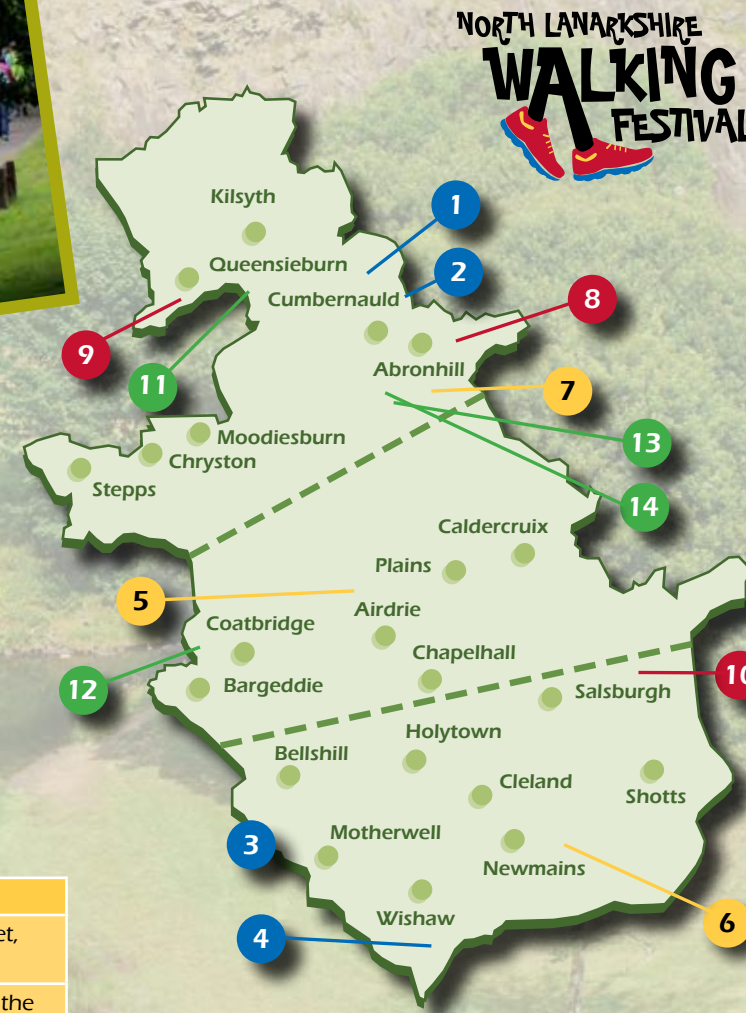 NORTH LANARKSHIRE
WALKING
FESTIVAL
Kilsyth
1
Queensieburn
2
Cumbernauld
8
9
Abronhill
11
7
Moodiesburn
13
Chryston
Stepps
14
Caldercruix
Plains
5
Airdrie
Coatbridge
Chapelhall
12
Bargeddie
10
Salsburgh
Holytown
Bellshill
Cleland
Shotts
Motherwell
3
Newmains
Wishaw
6
4
et,
the